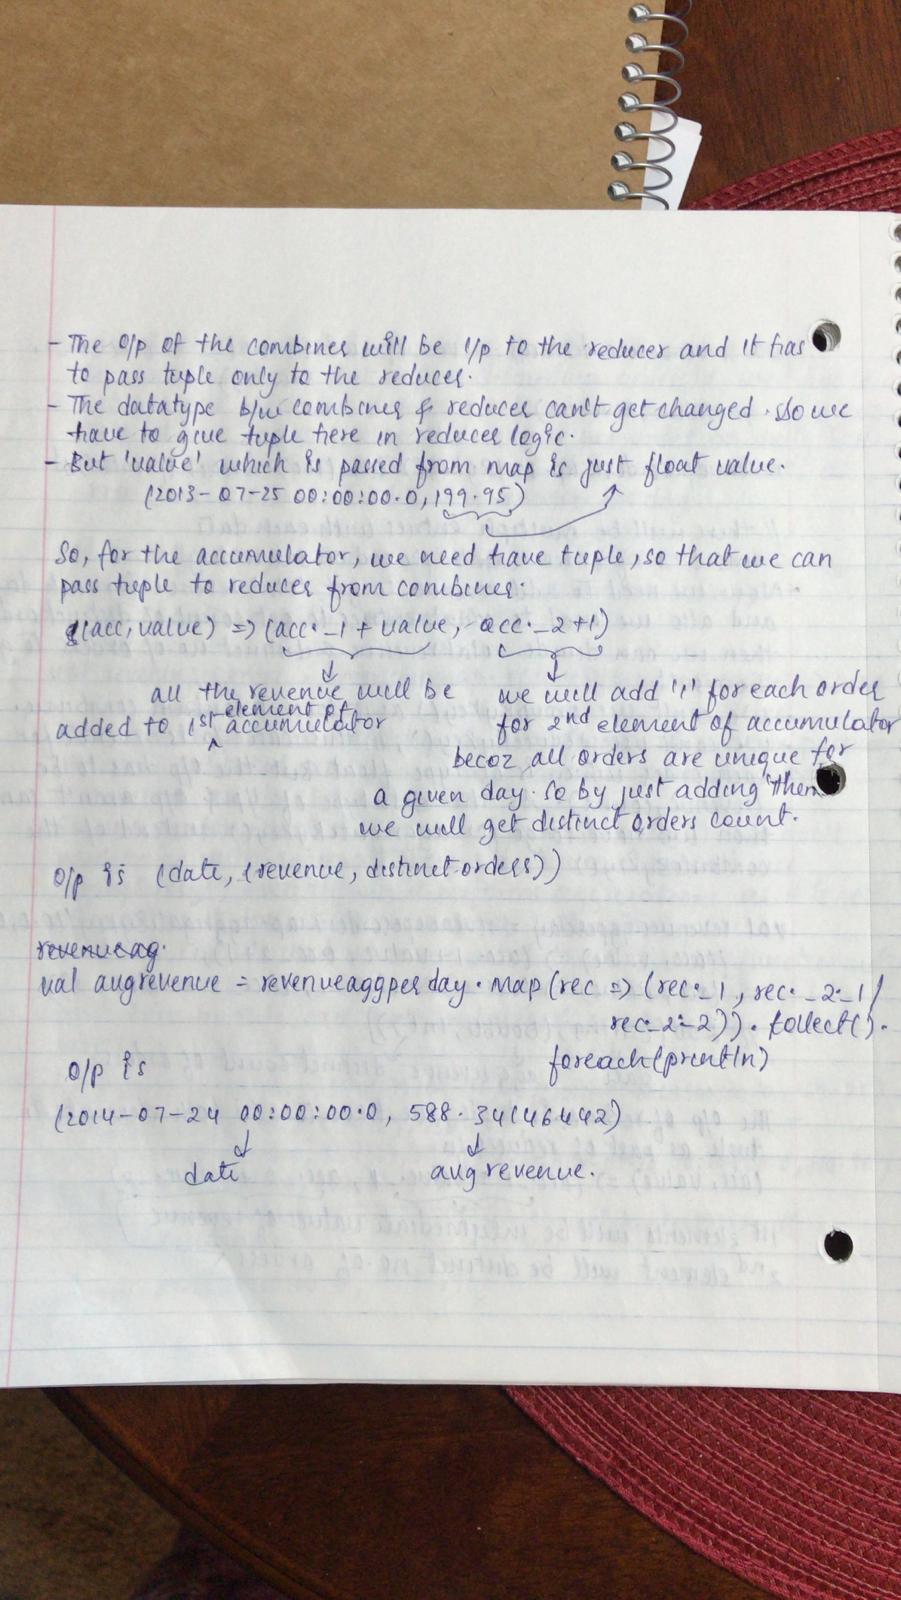 - The O/p of the combiner will be i/p to the reducer and it has
to pass tuple only to the reducer.
- The datatype b/w combiner & reducer can't get changed. So we
have to give tuple here in reducer logic.
- But 'value' which is passed from map is just float value.
(2013-07-25 00:00:00.0, 199.95)
So, for the accumulator, we need have tuple, so that we can
pass tuple to reducer from combiner.
(acc, value) => (acc._1 + value, acc._2+1)
all the revenue will be
added to 1st element of accumulator
we will add '1' for each order
for 2nd element of accumulator
becoz all orders are unique for
a given day. So by just adding them
we will get distinct orders count.
O/p is (date, (revenue, distinct orders))
revenueag.
val avgrevenue = revenueaggperday.map(rec => (rec._1, rec._2._1/
rec._2._2)).collect().
foreach(println)
O/p is
(2014-07-24 00:00:00.0, 588.34146442)
date
avg revenue.